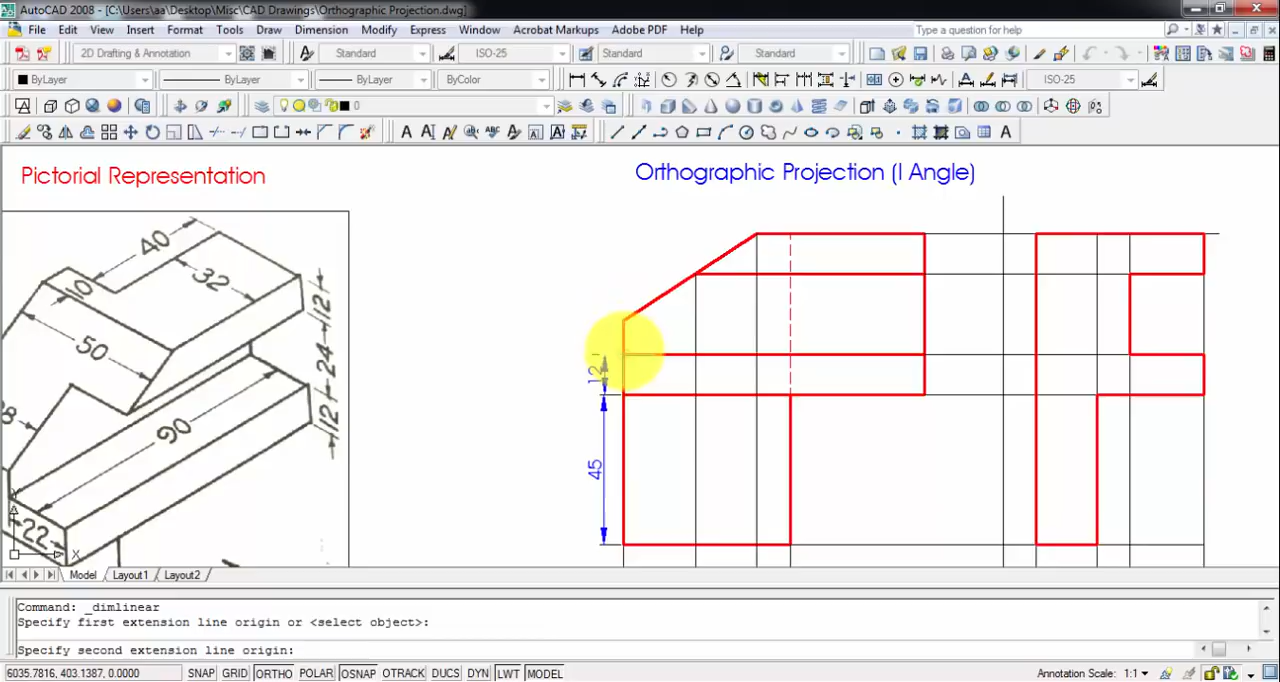 AutoCAD 2008 - [C:\Users\aa\Desktop\Misc\CAD Drawings\Orthographic Projection.dwg]
File Edit View Insert Format Tools Draw Dimension Modify Express Window Acrobat Markups Adobe PDF Help
Type a question for help
2D Drafting & Annotation
Standard
ISO-25
Standard
Standard
ByLayer
ByLayer
ByLayer
ByColor
ISO-25
0
Pictorial Representation
Orthographic Projection (I Angle)
40
32
10
12
50
24
12
12
8
90
45
22
Y
X
Model Layout1 Layout2
Command: _dimlinear
Specify first extension line origin or <select object>:
Specify second extension line origin:
6035.7816, 403.1387, 0.0000 SNAP GRID ORTHO POLAR OSNAP OTRACK DUCS DYN LWT MODEL Annotation Scale: 1:1